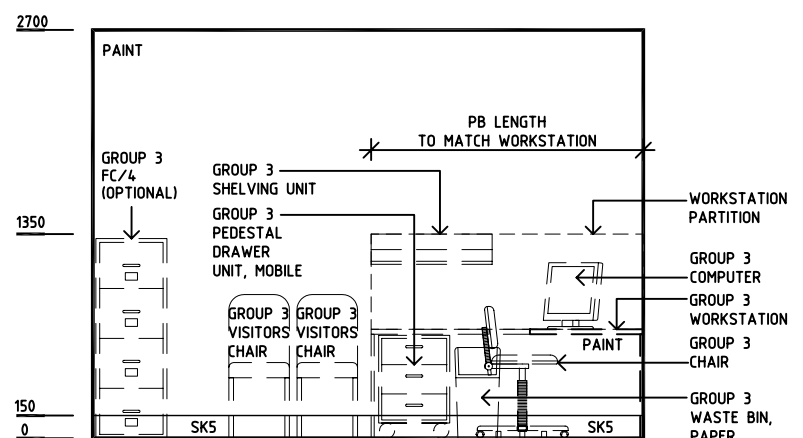 2700
PAINT
PB LENGTH
TO MATCH WORKSTATION
GROUP 3
FC/4
(OPTIONAL)
GROUP 3
SHELVING UNIT
GROUP 3
PEDESTAL
DRAWER
UNIT, MOBILE
WORKSTATION
PARTITION
1350
GROUP 3
COMPUTER
GROUP 3
WORKSTATION
GROUP 3
VISITORS
CHAIR
GROUP 3
VISITORS
CHAIR
PAINT
GROUP 3
CHAIR
GROUP 3
WASTE BIN,
PAPER
150
0
SK5
SK5